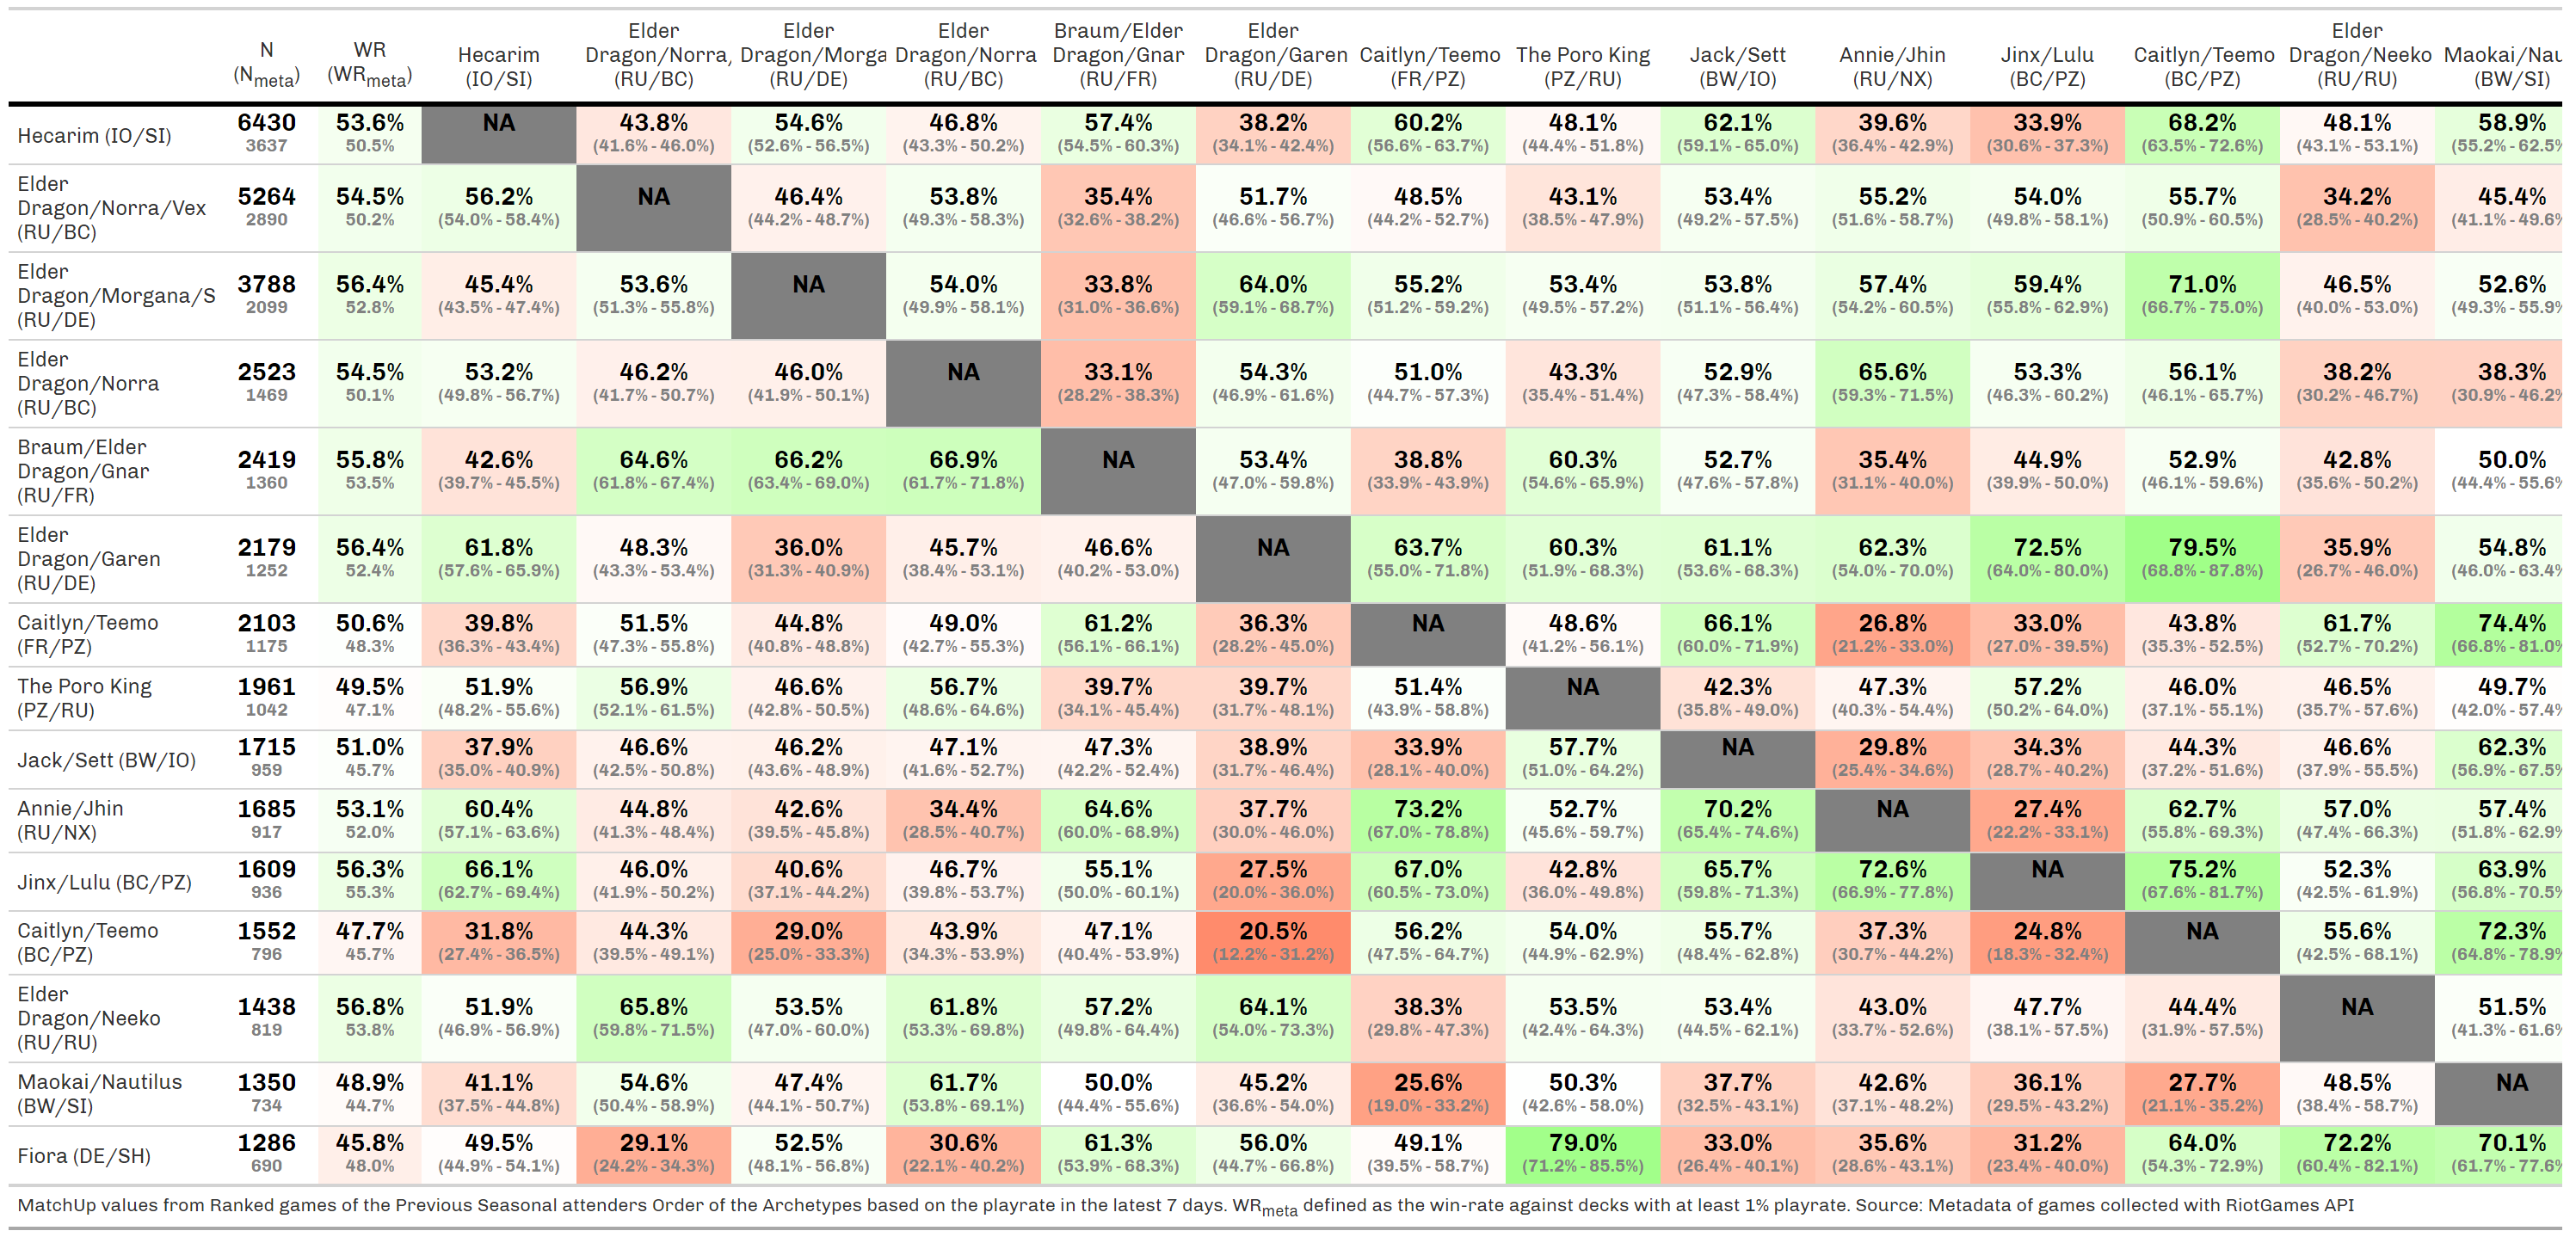 N (Nmeta) WR (WRmeta) Hecarim (IO/SI) Elder Dragon/Norra, (RU/BC) Elder Dragon/Morga (RU/DE) Elder Dragon/Norra (RU/BC) Braum/Elder Dragon/Gnar (RU/FR) Elder Dragon/Garen (RU/DE) Caitlyn/Teemo (FR/PZ) The Poro King (PZ/RU) Jack/Sett (BW/IO) Annie/Jhin (RU/NX) Jinx/Lulu (BC/PZ) Caitlyn/Teemo (BC/PZ) Elder Dragon/Neeko (RU/RU) Maokai/Nau (BW/SI)
Hecarim (IO/SI) 6430 53.6% NA 43.8% 54.6% 46.8% 57.4% 38.2% 60.2% 48.1% 62.1% 39.6% 33.9% 68.2% 48.1% 58.9%
3637 50.5% (41.6% - 46.0%) (52.6% - 56.5%) (43.3% - 50.2%) (54.5% - 60.3%) (34.1% - 42.4%) (56.6% - 63.7%) (44.4% - 51.8%) (59.1% - 65.0%) (36.4% - 42.9%) (30.6% - 37.3%) (63.5% - 72.6%) (43.1% - 53.1%) (55.2% - 62.5%
Elder Dragon/Norra/Vex (RU/BC) 5264 54.5% 56.2% NA 46.4% 53.8% 35.4% 51.7% 48.5% 43.1% 53.4% 55.2% 54.0% 55.7% 34.2% 45.4%
2890 50.2% (54.0% - 58.4%) (44.2% - 48.7%) (49.3% - 58.3%) (32.6% - 38.2%) (46.6% - 56.7%) (44.2% - 52.7%) (38.5% - 47.9%) (49.2% - 57.5%) (51.6% - 58.7%) (49.8% - 58.1%) (50.9% - 60.5%) (28.5% - 40.2%) (41.1% - 49.6%
Elder Dragon/Morgana/S (RU/DE) 3788 56.4% 45.4% 53.6% NA 54.0% 33.8% 64.0% 55.2% 53.4% 53.8% 57.4% 59.4% 71.0% 46.5% 52.6%
2099 52.8% (43.5% - 47.4%) (51.3% - 55.8%) (49.9% - 58.1%) (31.0% - 36.6%) (59.1% - 68.7%) (51.2% - 59.2%) (49.5% - 57.2%) (51.1% - 56.4%) (54.2% - 60.5%) (55.8% - 62.9%) (66.7% - 75.0%) (40.0% - 53.0%) (49.3% - 55.9%
Elder Dragon/Norra (RU/BC) 2523 54.5% 53.2% 46.2% 46.0% NA 33.1% 54.3% 51.0% 43.3% 52.9% 65.6% 53.3% 56.1% 38.2% 38.3%
1469 50.1% (49.8% - 56.7%) (41.7% - 50.7%) (41.9% - 50.1%) (28.2% - 38.3%) (46.9% - 61.6%) (44.7% - 57.3%) (35.4% - 51.4%) (47.3% - 58.4%) (59.3% - 71.5%) (46.3% - 60.2%) (46.1% - 65.7%) (30.2% - 46.7%) (30.9% - 46.2%
Braum/Elder Dragon/Gnar (RU/FR) 2419 55.8% 42.6% 64.6% 66.2% 66.9% NA 53.4% 38.8% 60.3% 52.7% 35.4% 44.9% 52.9% 42.8% 50.0%
1360 53.5% (39.7% - 45.5%) (61.8% - 67.4%) (63.4% - 69.0%) (61.7% - 71.8%) (47.0% - 59.8%) (33.9% - 43.9%) (54.6% - 65.9%) (47.6% - 57.8%) (31.1% - 40.0%) (39.9% - 50.0%) (46.1% - 59.6%) (35.6% - 50.2%) (44.4% - 55.6%
Elder Dragon/Garen (RU/DE) 2179 56.4% 61.8% 48.3% 36.0% 45.7% 46.6% NA 63.7% 60.3% 61.1% 62.3% 72.5% 79.5% 35.9% 54.8%
1252 52.4% (57.6% - 65.9%) (43.3% - 53.4%) (31.3% - 40.9%) (38.4% - 53.1%) (40.2% - 53.0%) (55.0% - 71.8%) (51.9% - 68.3%) (53.6% - 68.3%) (54.0% - 70.0%) (64.0% - 80.0%) (68.8% - 87.8%) (26.7% - 46.0%) (46.0% - 63.4%
Caitlyn/Teemo (FR/PZ) 2103 50.6% 39.8% 51.5% 44.8% 49.0% 61.2% 36.3% NA 48.6% 66.1% 26.8% 33.0% 43.8% 61.7% 74.4%
1175 48.3% (36.3% - 43.4%) (47.3% - 55.8%) (40.8% - 48.8%) (42.7% - 55.3%) (56.1% - 66.1%) (28.2% - 45.0%) (41.2% - 56.1%) (60.0% - 71.9%) (21.2% - 33.0%) (27.0% - 39.5%) (35.3% - 52.5%) (52.7% - 70.2%) (66.8% - 81.0%
The Poro King (PZ/RU) 1961 49.5% 51.9% 56.9% 46.6% 56.7% 39.7% 39.7% 51.4% NA 42.3% 47.3% 57.2% 46.0% 46.5% 49.7%
1042 47.1% (48.2% - 55.6%) (52.1% - 61.5%) (42.8% - 50.5%) (48.6% - 64.6%) (34.1% - 45.4%) (31.7% - 48.1%) (43.9% - 58.8%) (35.8% - 49.0%) (40.3% - 54.4%) (50.2% - 64.0%) (37.1% - 55.1%) (35.7% - 57.6%) (42.0% - 57.4%
Jack/Sett (BW/IO) 1715 51.0% 37.9% 46.6% 46.2% 47.1% 47.3% 38.9% 33.9% 57.7% NA 29.8% 34.3% 44.3% 46.6% 62.3%
959 45.7% (35.0% - 40.9%) (42.5% - 50.8%) (43.6% - 48.9%) (41.6% - 52.7%) (42.2% - 52.4%) (31.7% - 46.4%) (28.1% - 40.0%) (51.0% - 64.2%) (25.4% - 34.6%) (28.7% - 40.2%) (37.2% - 51.6%) (37.9% - 55.5%) (56.9% - 67.5%
Annie/Jhin (RU/NX) 1685 53.1% 60.4% 44.8% 42.6% 34.4% 64.6% 37.7% 73.2% 52.7% 70.2% NA 27.4% 62.7% 57.0% 57.4%
917 52.0% (57.1% - 63.6%) (41.3% - 48.4%) (39.5% - 45.8%) (28.5% - 40.7%) (60.0% - 68.9%) (30.0% - 46.0%) (67.0% - 78.8%) (45.6% - 59.7%) (65.4% - 74.6%) (22.2% - 33.1%) (55.8% - 69.3%) (47.4% - 66.3%) (51.8% - 62.9%
Jinx/Lulu (BC/PZ) 1609 56.3% 66.1% 46.0% 40.6% 46.7% 55.1% 27.5% 67.0% 42.8% 65.7% 72.6% NA 75.2% 52.3% 63.9%
936 55.3% (62.7% - 69.4%) (41.9% - 50.2%) (37.1% - 44.2%) (39.8% - 53.7%) (50.0% - 60.1%) (20.0% - 36.0%) (60.5% - 73.0%) (36.0% - 49.8%) (59.8% - 71.3%) (66.9% - 77.8%) (67.6% - 81.7%) (42.5% - 61.9%) (56.8% - 70.5%
Caitlyn/Teemo (BC/PZ) 1552 47.7% 31.8% 44.3% 29.0% 43.9% 47.1% 20.5% 56.2% 54.0% 55.7% 37.3% 24.8% NA 55.6% 72.3%
796 45.7% (27.4% - 36.5%) (39.5% - 49.1%) (25.0% - 33.3%) (34.3% - 53.9%) (40.4% - 53.9%) (12.2% - 31.2%) (47.5% - 64.7%) (44.9% - 62.9%) (48.4% - 62.8%) (30.7% - 44.2%) (18.3% - 32.4%) (42.5% - 68.1%) (64.8% - 78.9%
Elder Dragon/Neeko (RU/RU) 1438 56.8% 51.9% 65.8% 53.5% 61.8% 57.2% 64.1% 38.3% 53.5% 53.4% 43.0% 47.7% 44.4% NA 51.5%
819 53.8% (46.9% - 56.9%) (59.8% - 71.5%) (47.0% - 60.0%) (53.3% - 69.8%) (49.8% - 64.4%) (54.0% - 73.3%) (29.8% - 47.3%) (42.4% - 64.3%) (44.5% - 62.1%) (33.7% - 52.6%) (38.1% - 57.5%) (31.9% - 57.5%) (41.3% - 61.6%
Maokai/Nautilus (BW/SI) 1350 48.9% 41.1% 54.6% 47.4% 61.7% 50.0% 45.2% 25.6% 50.3% 37.7% 42.6% 36.1% 27.7% 48.5% NA
734 44.7% (37.5% - 44.8%) (50.4% - 58.9%) (44.1% - 50.7%) (53.8% - 69.1%) (44.4% - 55.6%) (36.6% - 54.0%) (19.0% - 33.2%) (42.6% - 58.0%) (32.5% - 43.1%) (37.1% - 48.2%) (29.5% - 43.2%) (21.1% - 35.2%) (38.4% - 58.7%)
Fiora (DE/SH) 1286 45.8% 49.5% 29.1% 52.5% 30.6% 61.3% 56.0% 49.1% 79.0% 33.0% 35.6% 31.2% 64.0% 72.2% 70.1%
690 48.0% (44.9% - 54.1%) (24.2% - 34.3%) (48.1% - 56.8%) (22.1% - 40.2%) (53.9% - 68.3%) (44.7% - 66.8%) (39.5% - 58.7%) (71.2% - 85.5%) (26.4% - 40.1%) (28.6% - 43.1%) (23.4% - 40.0%) (54.3% - 72.9%) (60.4% - 82.1%) (61.7% - 77.6%
MatchUp values from Ranked games of the Previous Seasonal attenders Order of the Archetypes based on the playrate in the latest 7 days. WRmeta defined as the win-rate against decks with at least 1% playrate. Source: Metadata of games collected with RiotGames API